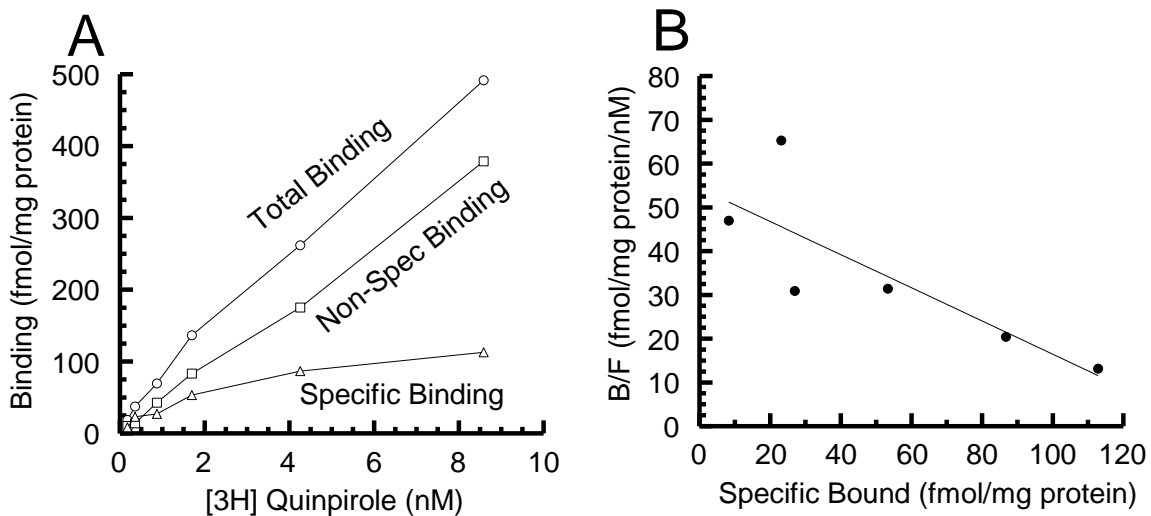 A
Binding (fmol/mg protein)
500
400
300
200
100
0
Total Binding
Non-Spec Binding
Specific Binding
0 2 4 6 8 10
[3H] Quinpirole (nM)
B
B/F (fmol/mg protein/nM)
80
70
60
50
40
30
20
10
0
0 20 40 60 80 100 120
Specific Bound (fmol/mg protein)